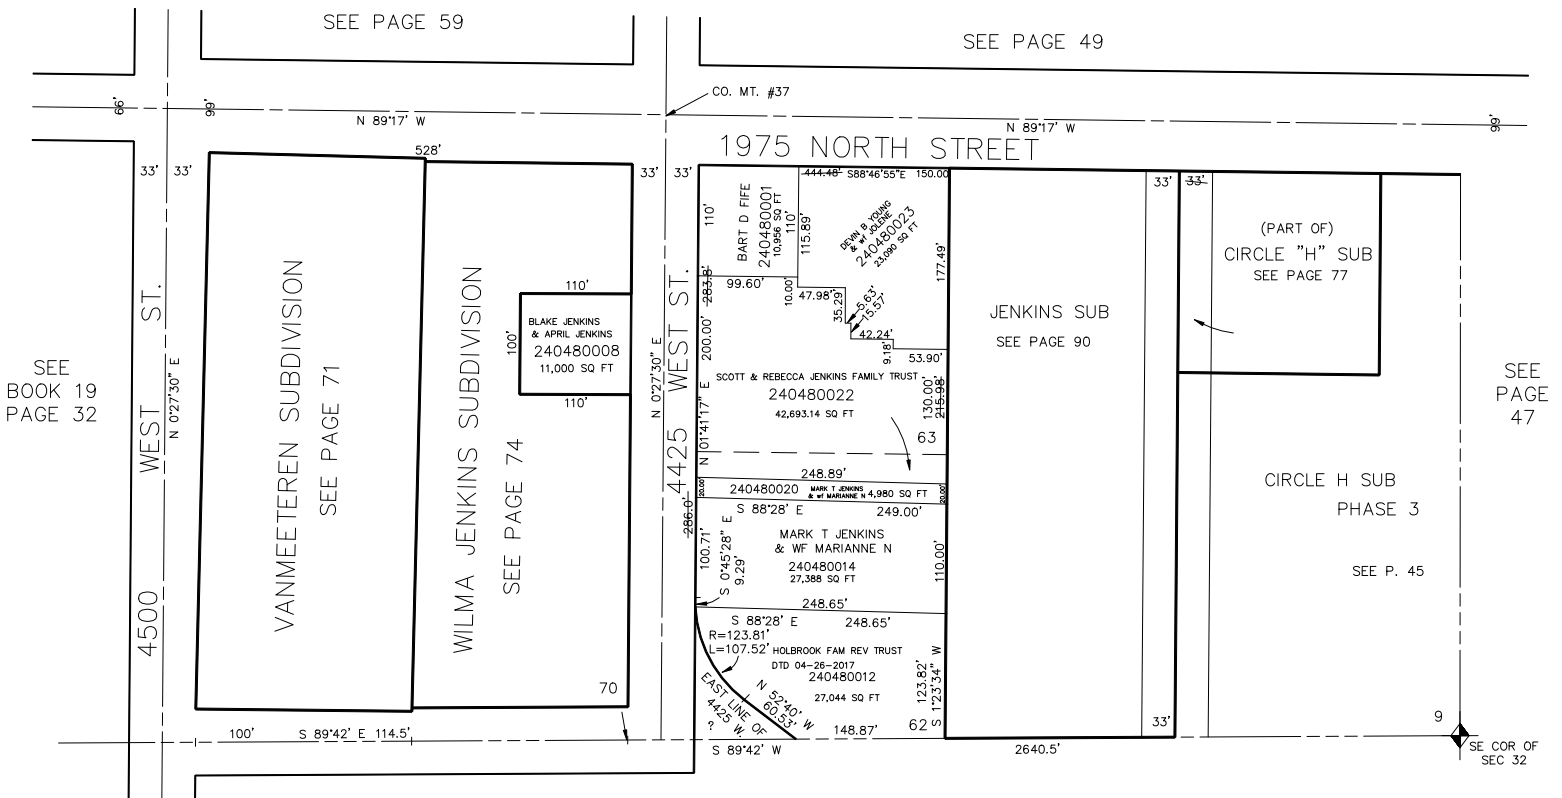 SEE PAGE 59
SEE PAGE 49
CO. MT. #37
66'
99'
N 89°17' W
N 89°17' W
99'
1975 NORTH STREET
528'
33'
33'
33'
33'
444.48'
S88°46'55"E
150.00
33'
33'
110'
BART D FIFE
240480001
10,956 SQ FT
110'
115.89'
DEVIN B YOUNG
& wf JOLENE
240480023
23,090 SQ FT
177.49'
(PART OF)
CIRCLE "H" SUB
SEE PAGE 77
283.8'
99.60'
10.00'
47.98'
35.29'
5.63'
15.57'
42.24'
9.18'
53.90'
110'
100'
BLAKE JENKINS
& APRIL JENKINS
240480008
11,000 SQ FT
110'
JENKINS SUB
SEE PAGE 90
SEE
BOOK 19
PAGE 32
4500 WEST ST.
N 0°27'30" E
VANMEETEREN SUBDIVISION
SEE PAGE 71
WILMA JENKINS SUBDIVISION
SEE PAGE 74
N 0°27'30" E
4425 WEST ST.
200.00'
N 01°41'17" E
SCOTT & REBECCA JENKINS FAMILY TRUST
240480022
42,693.14 SQ FT
130.00'
215.98'
63
SEE
PAGE
47
248.89'
20.00'
240480020
MARK T JENKINS
& wf MARIANNE N
4,980 SQ FT
20.00'
S 88°28' E
249.00'
286.0'
CIRCLE H SUB
PHASE 3
SEE P. 45
100.71'
S 0°45'28" E
9.29'
MARK T JENKINS
& WF MARIANNE N
240480014
27,388 SQ FT
110.00'
248.65'
S 88°28' E
248.65'
R=123.81'
L=107.52'
HOLBROOK FAM REV TRUST
DTD 04-26-2017
240480012
27,044 SQ FT
123.82'
S 1°23'34" W
EAST LINE OF
4425 W.
?
N 52°40' W
60.53'
70
62
33'
9
100'
S 89°42' E
114.5'
148.87'
S 89°42' W
2640.5'
SE COR OF
SEC 32